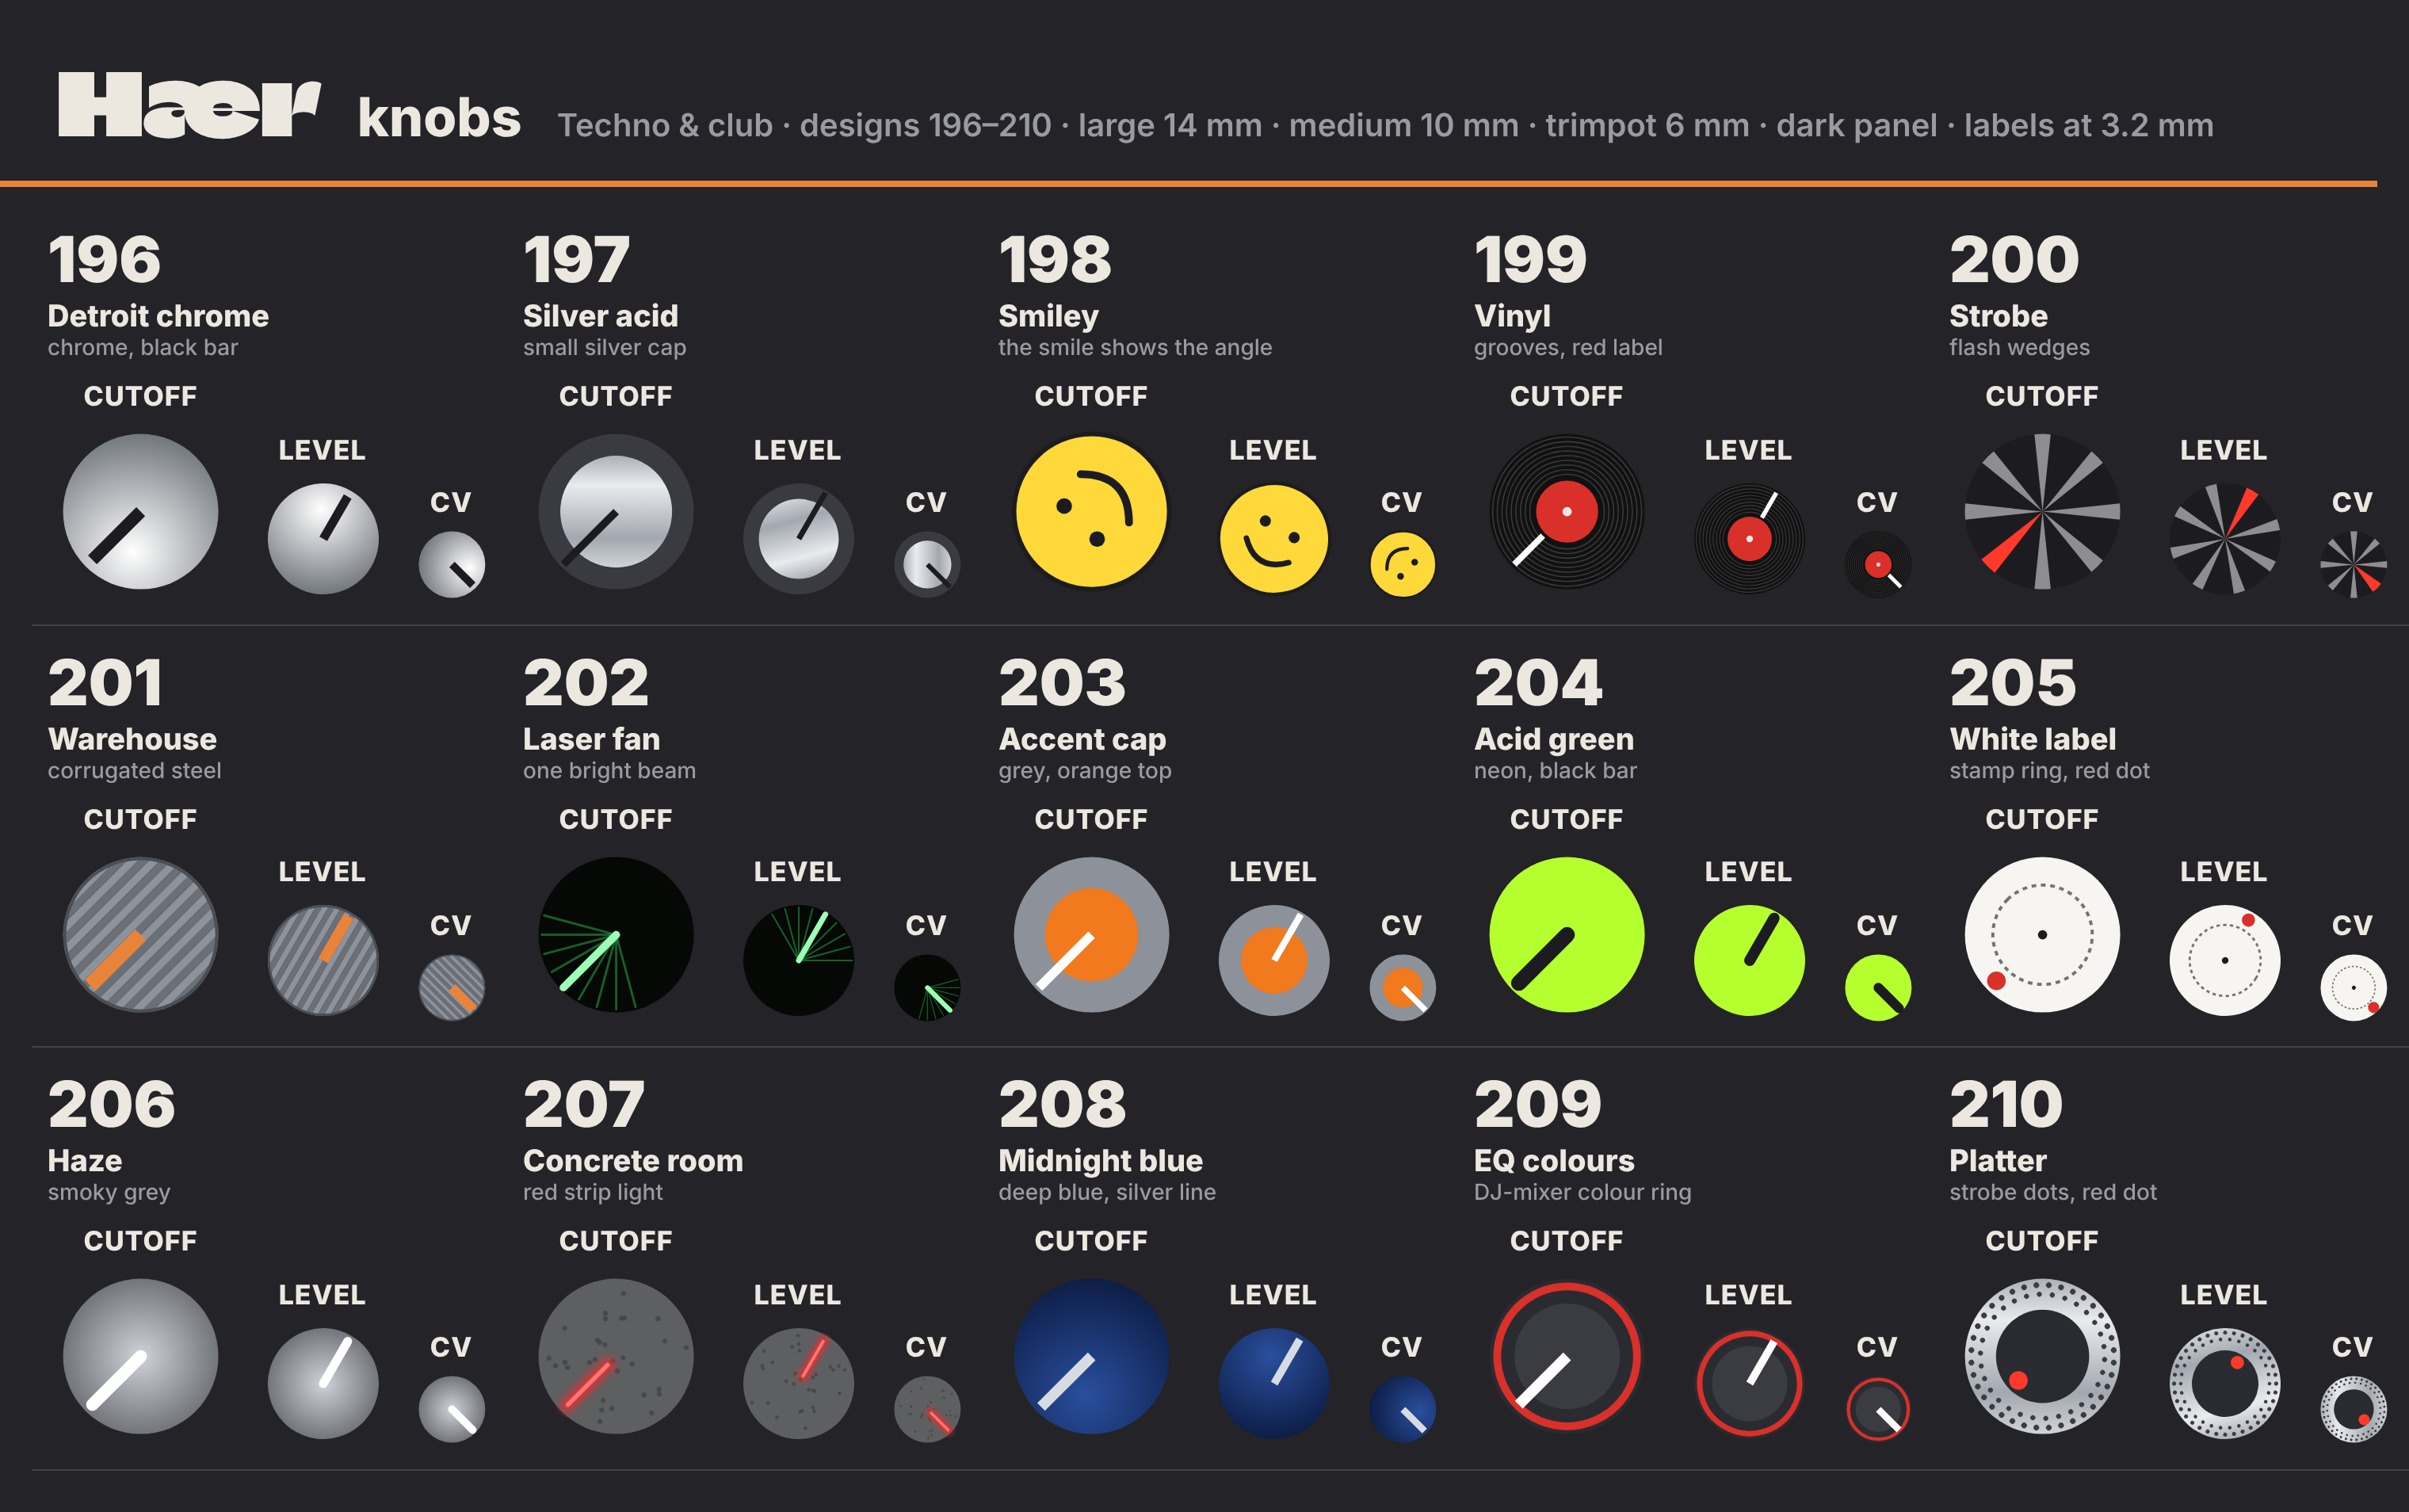 Hær knobs Techno & club · designs 196–210 · large 14 mm · medium 10 mm · trimpot 6 mm · dark panel · labels at 3.2 mm
196 197 198 199 200
Detroit chrome Silver acid Smiley Vinyl Strobe
chrome, black bar small silver cap the smile shows the angle grooves, red label flash wedges
CUTOFF CUTOFF CUTOFF CUTOFF CUTOFF
LEVEL LEVEL LEVEL LEVEL LEVEL
CV CV CV CV CV
201 202 203 204 205
Warehouse Laser fan Accent cap Acid green White label
corrugated steel one bright beam grey, orange top neon, black bar stamp ring, red dot
CUTOFF CUTOFF CUTOFF CUTOFF CUTOFF
LEVEL LEVEL LEVEL LEVEL LEVEL
CV CV CV CV CV
206 207 208 209 210
Haze Concrete room Midnight blue EQ colours Platter
smoky grey red strip light deep blue, silver line DJ-mixer colour ring strobe dots, red dot
CUTOFF CUTOFF CUTOFF CUTOFF CUTOFF
LEVEL LEVEL LEVEL LEVEL LEVEL
CV CV CV CV CV